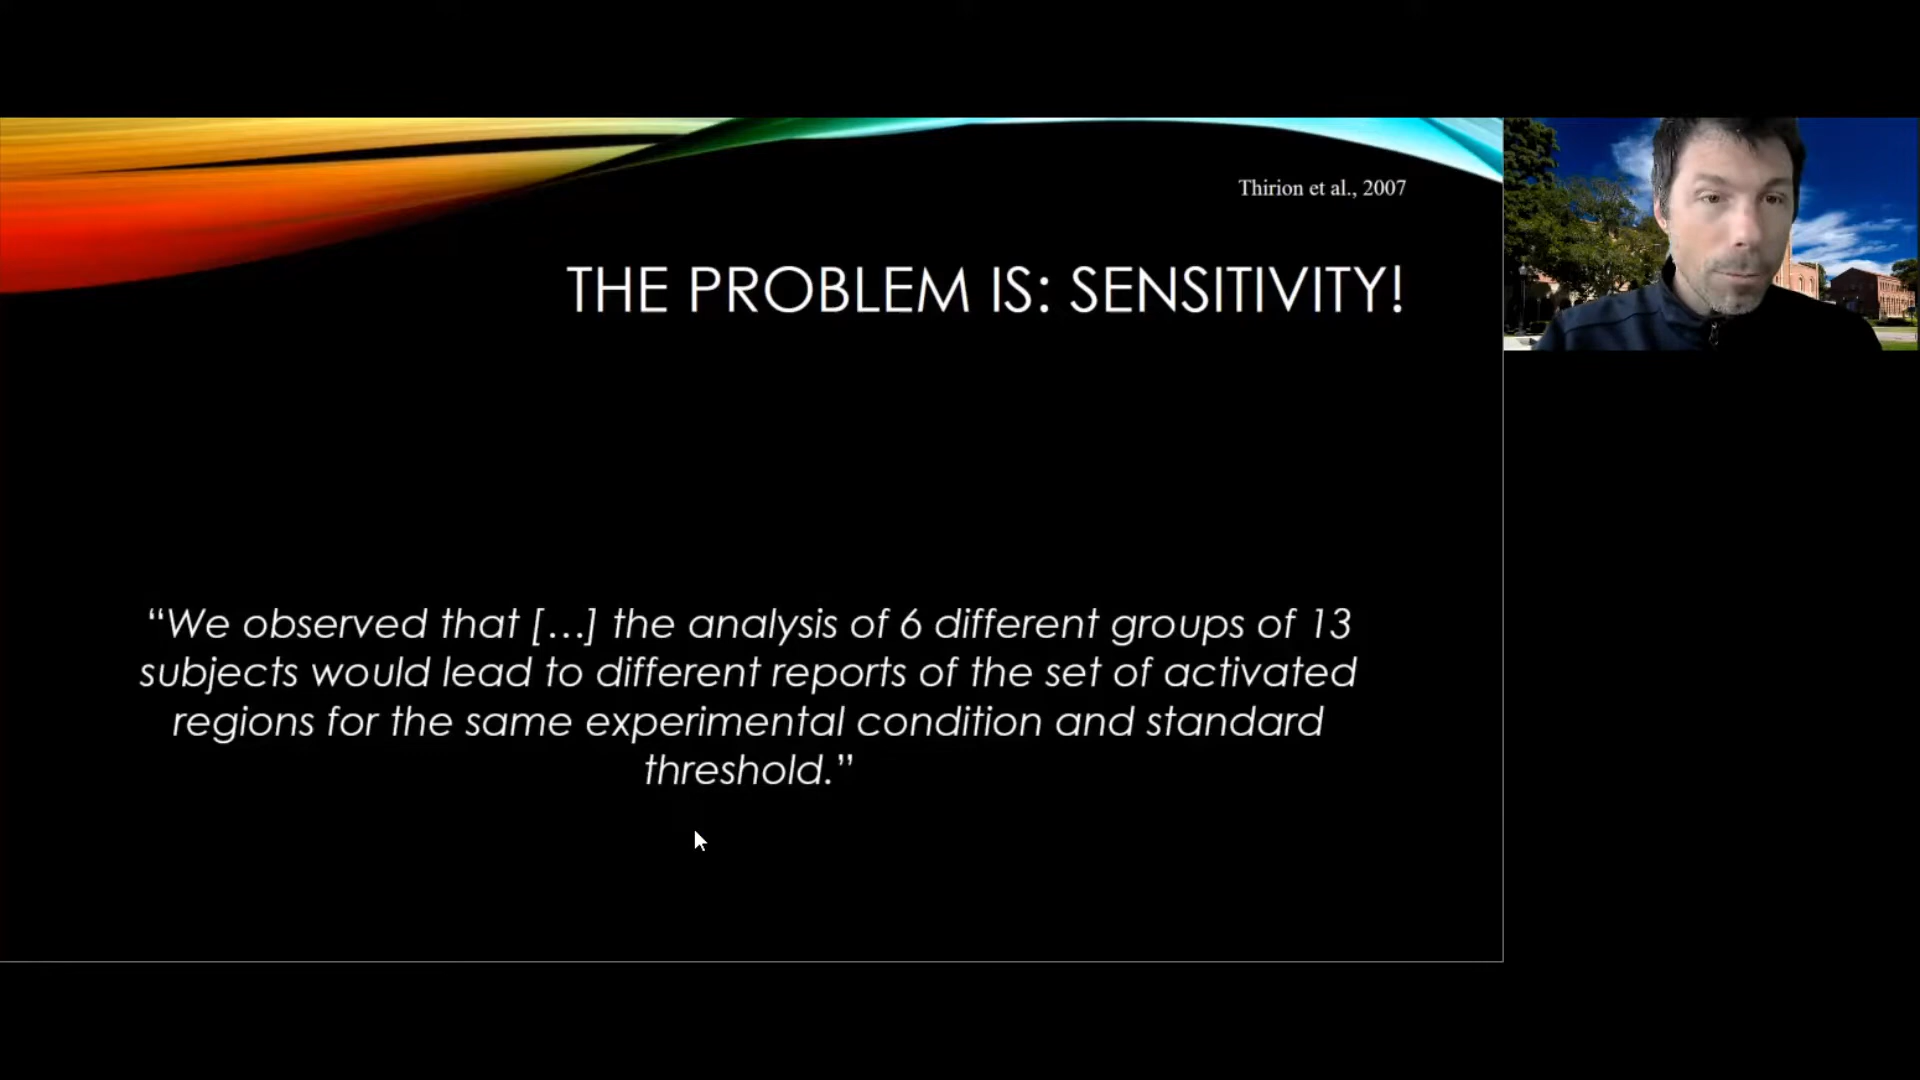 Thirion et al., 2007
THE PROBLEM IS: SENSITIVITY!
“We observed that […] the analysis of 6 different groups of 13
subjects would lead to different reports of the set of activated
regions for the same experimental condition and standard
threshold.”